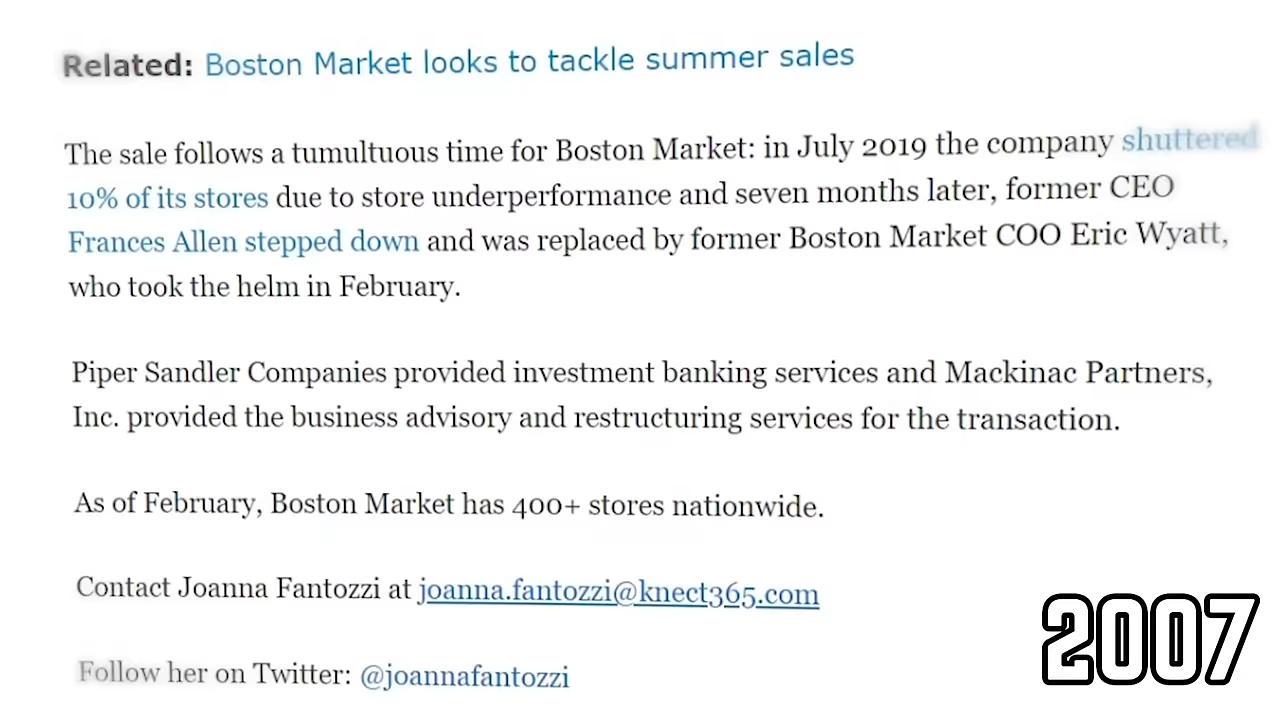 Related: Boston Market looks to tackle summer sales
The sale follows a tumultuous time for Boston Market: in July 2019 the company shuttered
10% of its stores due to store underperformance and seven months later, former CEO
Frances Allen stepped down and was replaced by former Boston Market COO Eric Wyatt,
who took the helm in February.
Piper Sandler Companies provided investment banking services and Mackinac Partners,
Inc. provided the business advisory and restructuring services for the transaction.
As of February, Boston Market has 400+ stores nationwide.
Contact Joanna Fantozzi at joanna.fantozzi@knect365.com
Follow her on Twitter: @joannafantozzi
2007